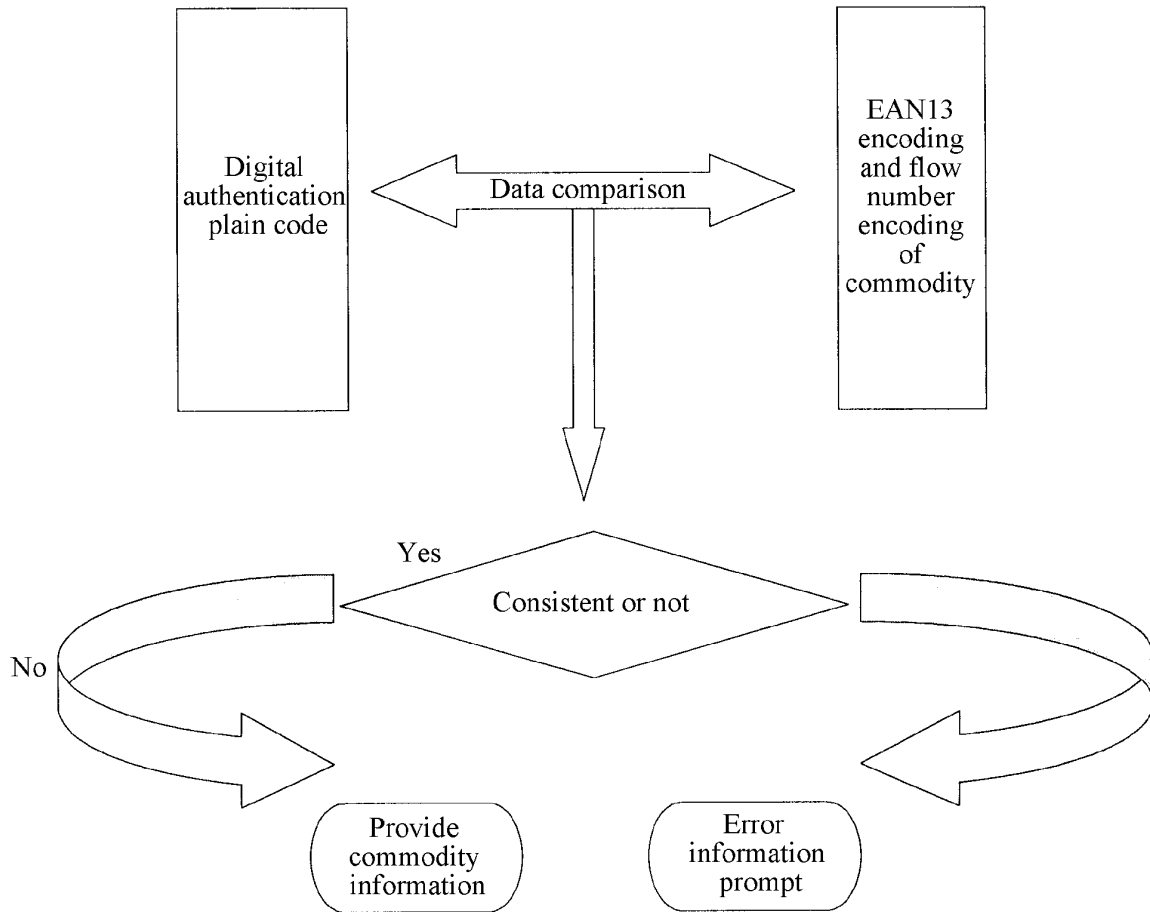 Digital
authentication
plain code
Data comparison
EAN13
encoding
and flow
number
encoding
of
commodity
Yes
Consistent or not
No
Provide
commodity
information
Error
information
prompt